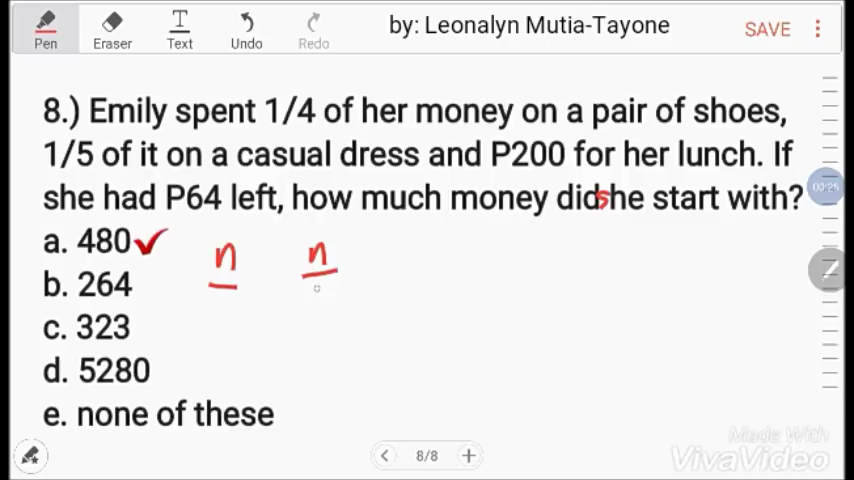 by: Leonalyn Mutia-Tayone
SAVE
Pen Eraser Text Undo Redo
8.) Emily spent 1/4 of her money on a pair of shoes,
1/5 of it on a casual dress and P200 for her lunch. If
she had P64 left, how much money did she start with?
00:25
a. 480 ✓
n n
b. 264
c. 323
d. 5280
e. none of these
8/8
Made With
VivaVideo